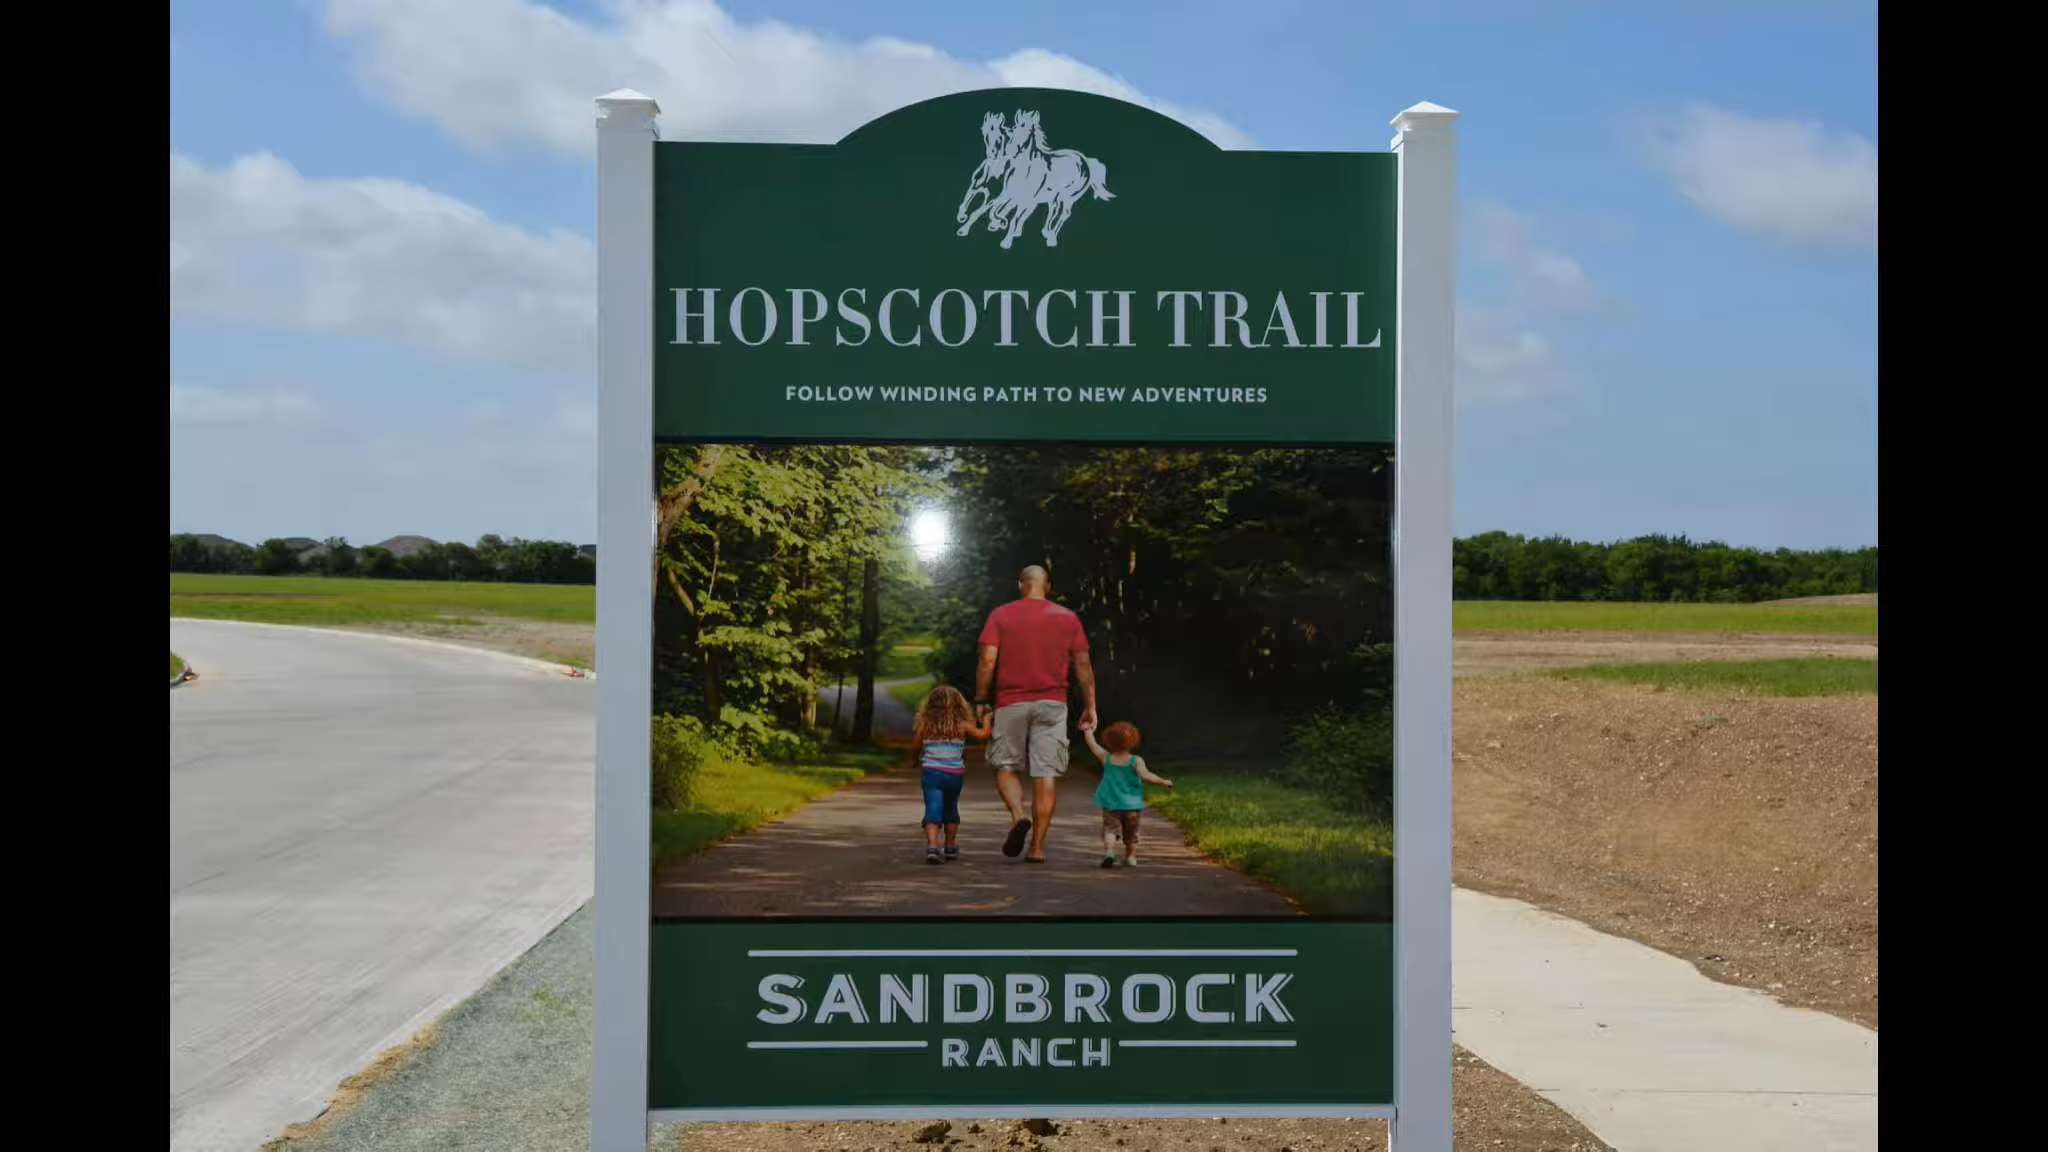 HOPSCOTCH TRAIL
FOLLOW WINDING PATH TO NEW ADVENTURES
SANDBROCK
RANCH